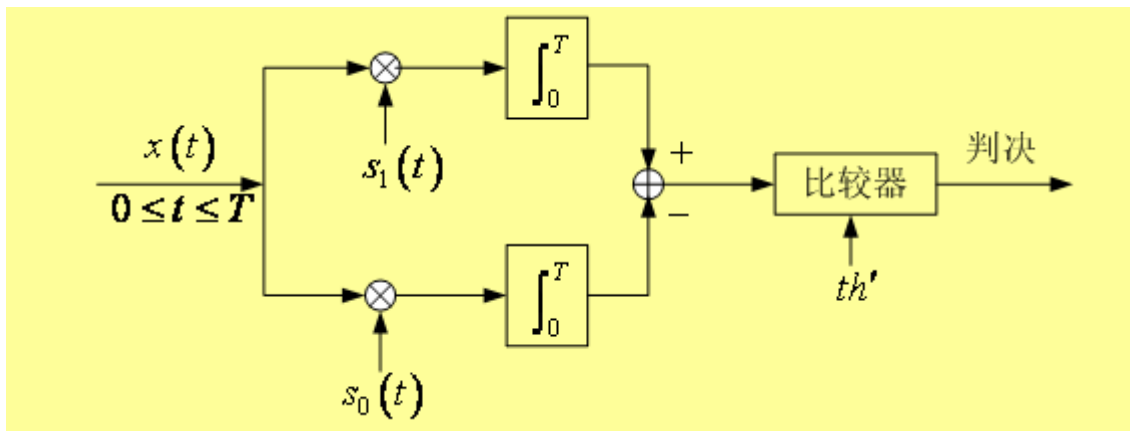 x(t)
0 ≤ t ≤ T
s₁(t)
∫₀ᵀ
+
−
比较器
判决
th′
s₀(t)
∫₀ᵀ